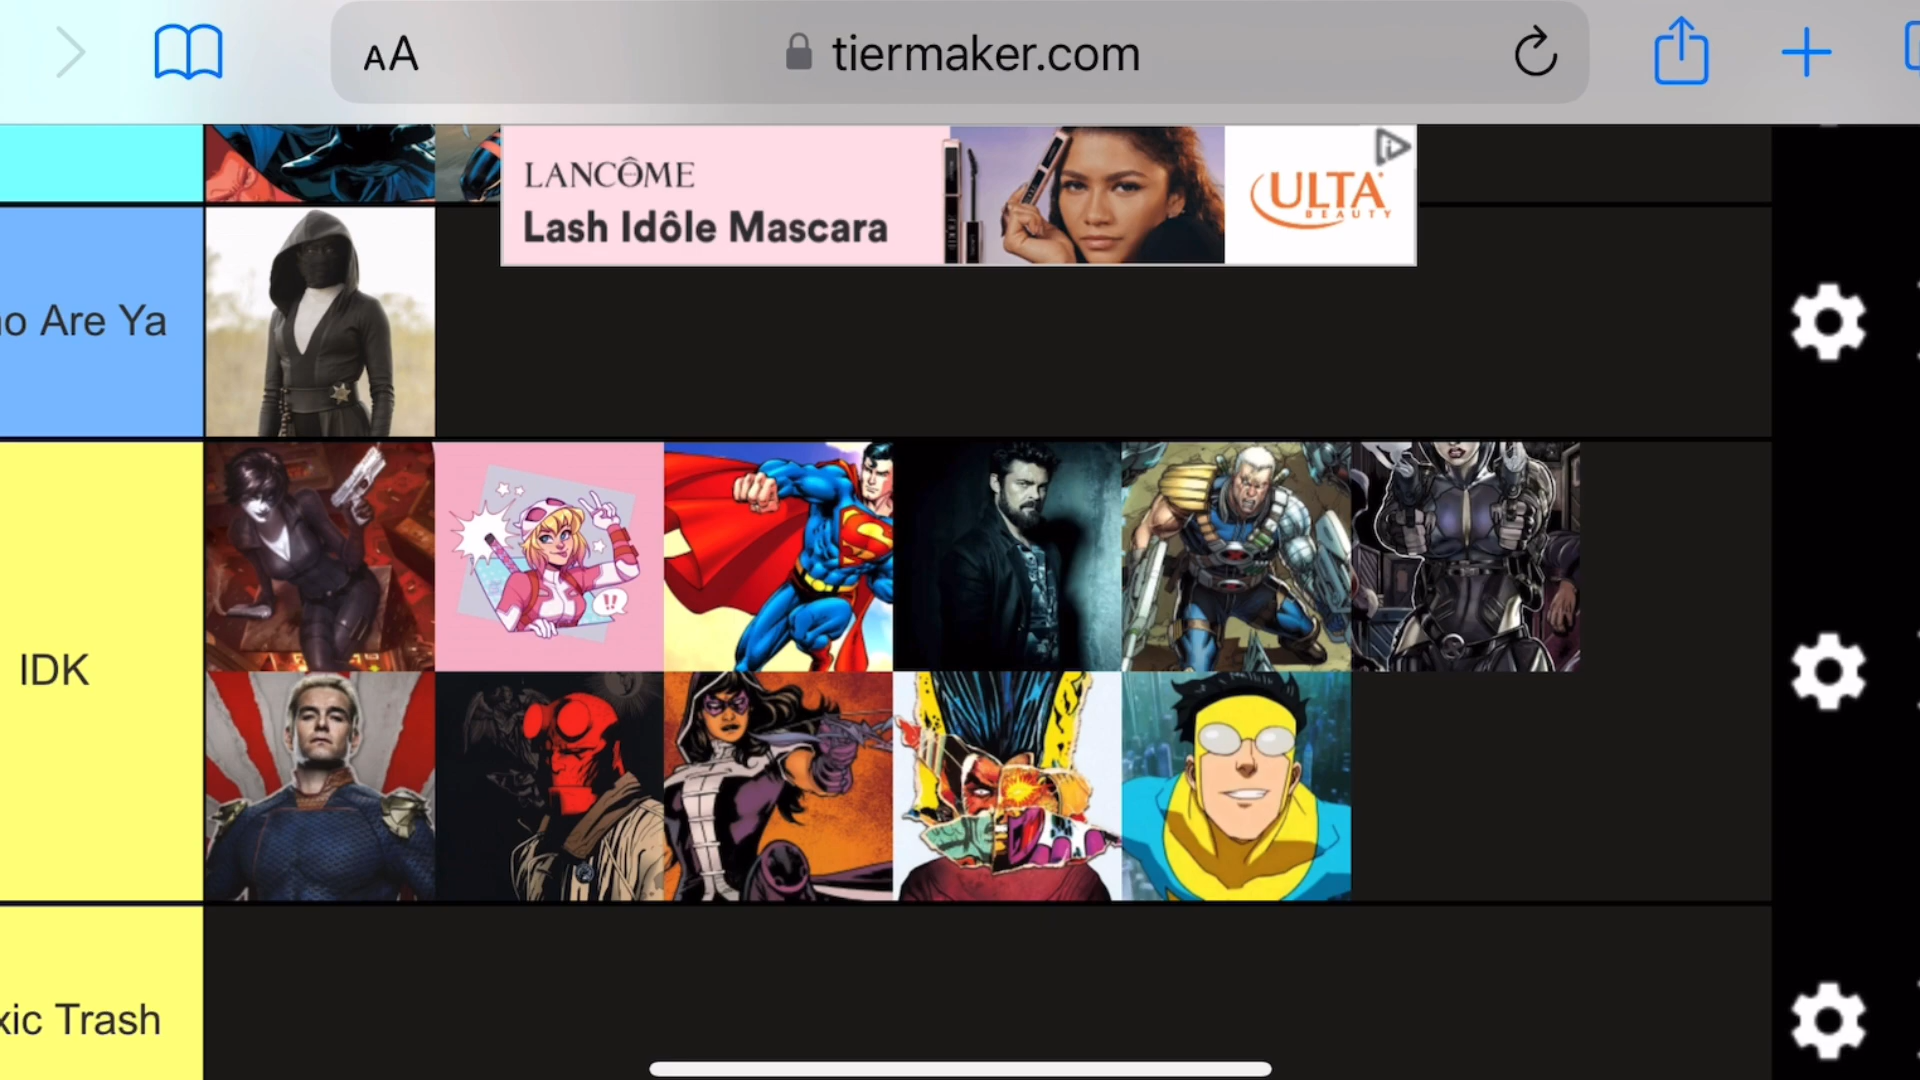 AA
tiermaker.com
LANCÔME
Lash Idôle Mascara
ULTA
BEAUTY
o Are Ya
IDK
!!
xic Trash